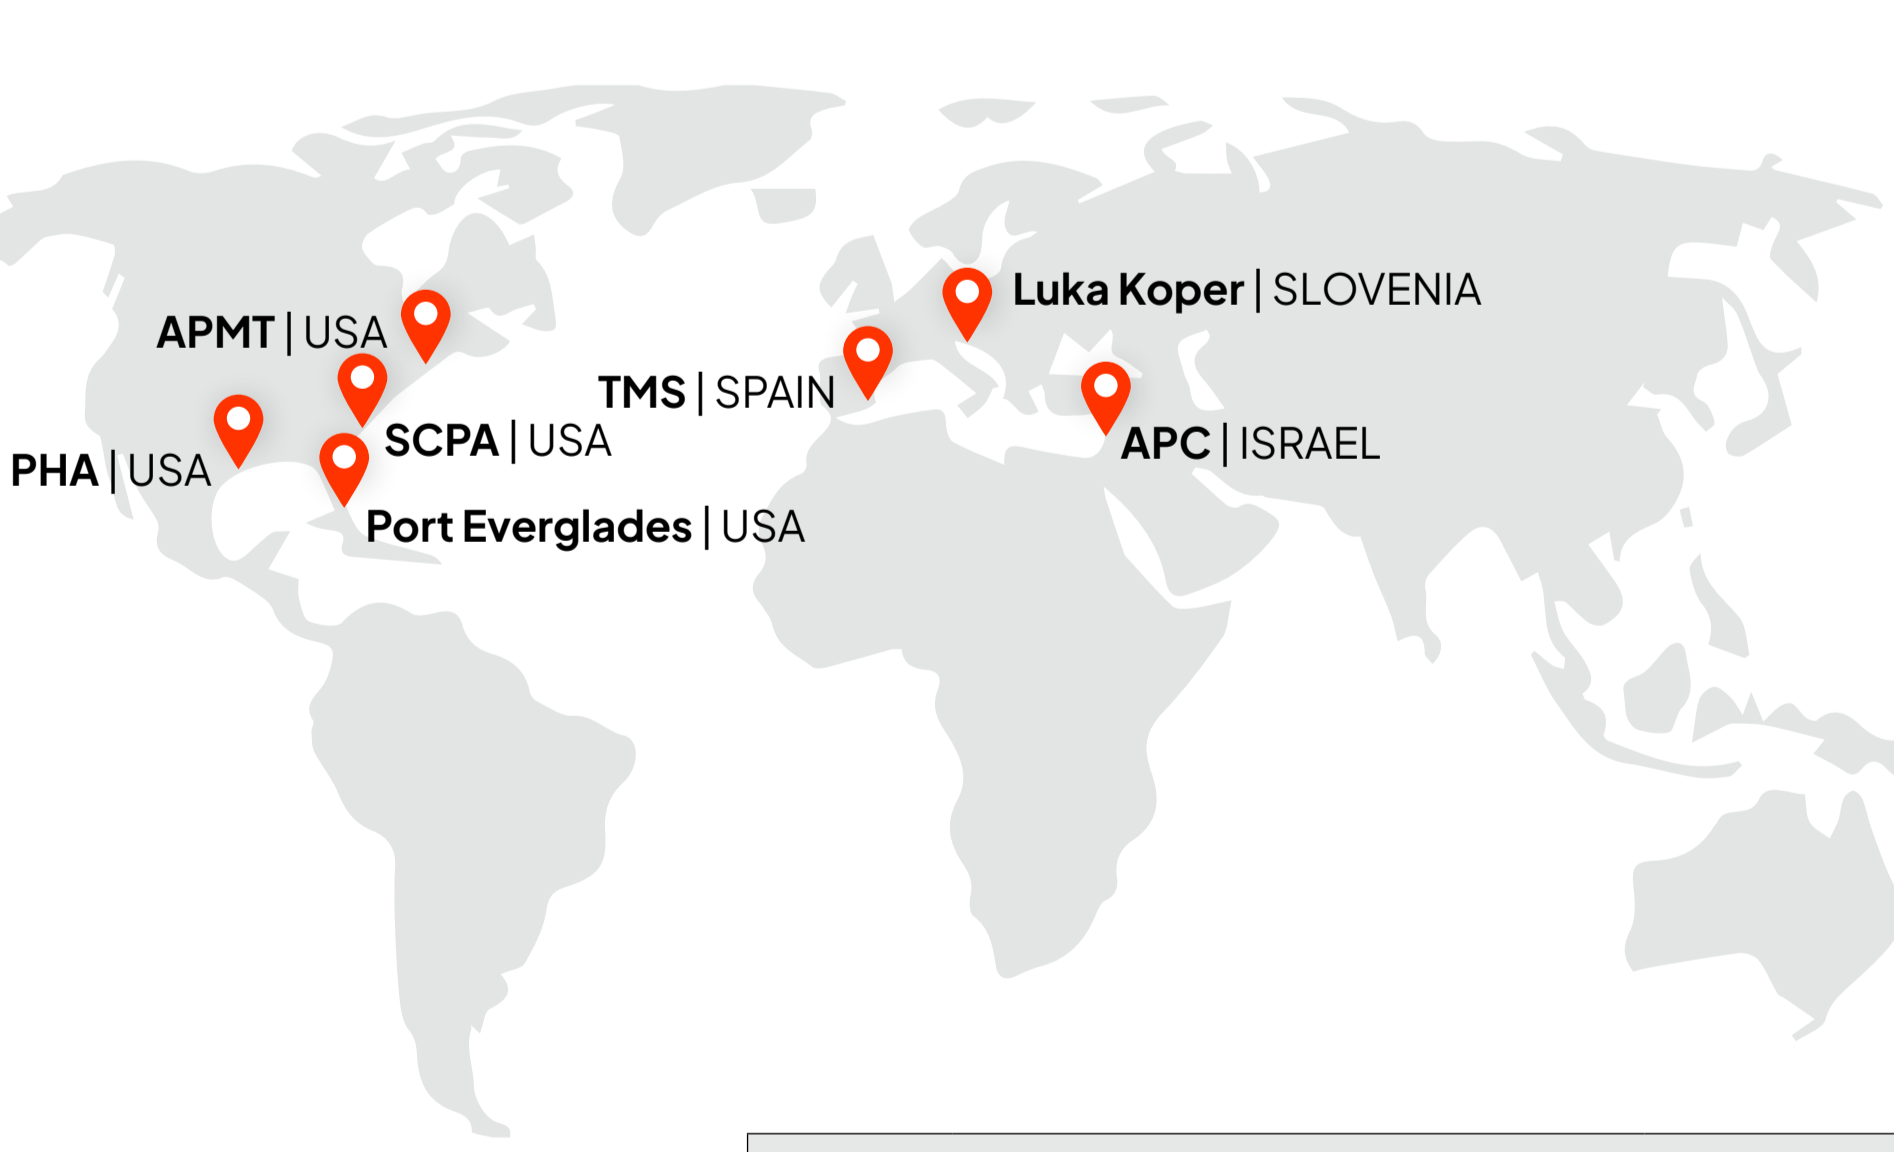 Luka Koper | SLOVENIA
APMT | USA
TMS | SPAIN
SCPA | USA
APC | ISRAEL
PHA | USA
Port Everglades | USA